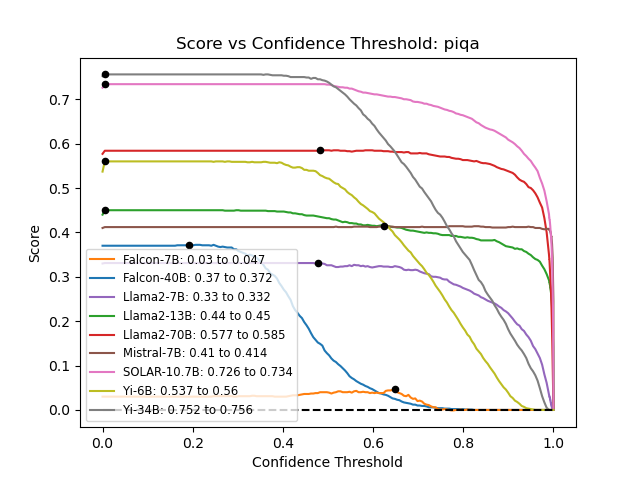 Score vs Confidence Threshold: piqa
Score
0.7
0.6
0.5
0.4
0.3
0.2
0.1
0.0
Falcon-7B: 0.03 to 0.047
Falcon-40B: 0.37 to 0.372
Llama2-7B: 0.33 to 0.332
Llama2-13B: 0.44 to 0.45
Llama2-70B: 0.577 to 0.585
Mistral-7B: 0.41 to 0.414
SOLAR-10.7B: 0.726 to 0.734
Yi-6B: 0.537 to 0.56
Yi-34B: 0.752 to 0.756
0.0 0.2 0.4 0.6 0.8 1.0
Confidence Threshold